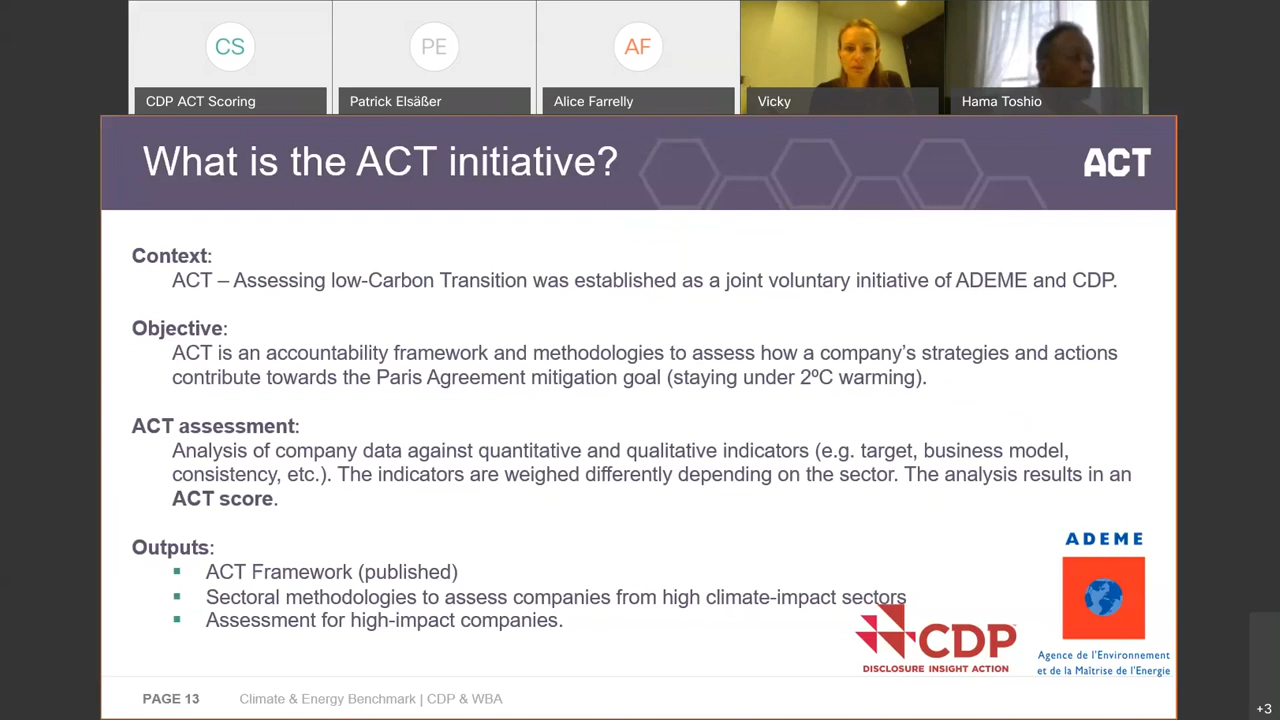 CS
PE
AF
CDP ACT Scoring
Patrick Elsäßer
Alice Farrelly
Vicky
Hama Toshio
What is the ACT initiative?
ACT
Context:
ACT – Assessing low-Carbon Transition was established as a joint voluntary initiative of ADEME and CDP.
Objective:
ACT is an accountability framework and methodologies to assess how a company's strategies and actions
contribute towards the Paris Agreement mitigation goal (staying under 2ºC warming).
ACT assessment:
Analysis of company data against quantitative and qualitative indicators (e.g. target, business model,
consistency, etc.). The indicators are weighed differently depending on the sector. The analysis results in an
ACT score.
Outputs:
▪ ACT Framework (published)
▪ Sectoral methodologies to assess companies from high climate-impact sectors
▪ Assessment for high-impact companies.
CDP
DISCLOSURE INSIGHT ACTION
ADEME
Agence de l'Environnement
et de la Maîtrise de l'Energie
PAGE 13
Climate & Energy Benchmark | CDP & WBA
+3